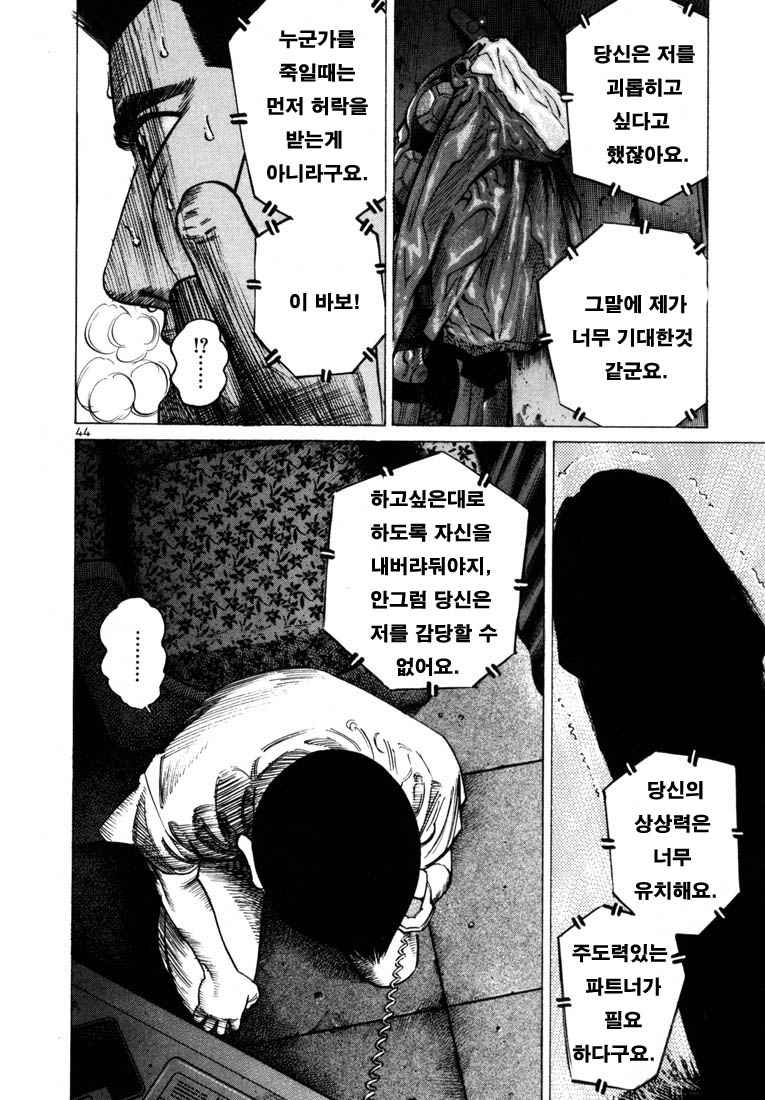 당신은 저를
괴롭히고
싶다고
했잖아요.
그말에 제가
너무 기대한것
같군요.
누군가를
죽일때는
먼저 허락을
받는게
아니라구요.
이 바보!
!?
……
44
당신의
상상력은
너무
유치해요.
주도력있는
파트너가
필요
하다구요.
하고싶은대로
하도록 자신을
내버랴둬야지,
안그럼 당신은
저를 감당할 수
없어요.
………